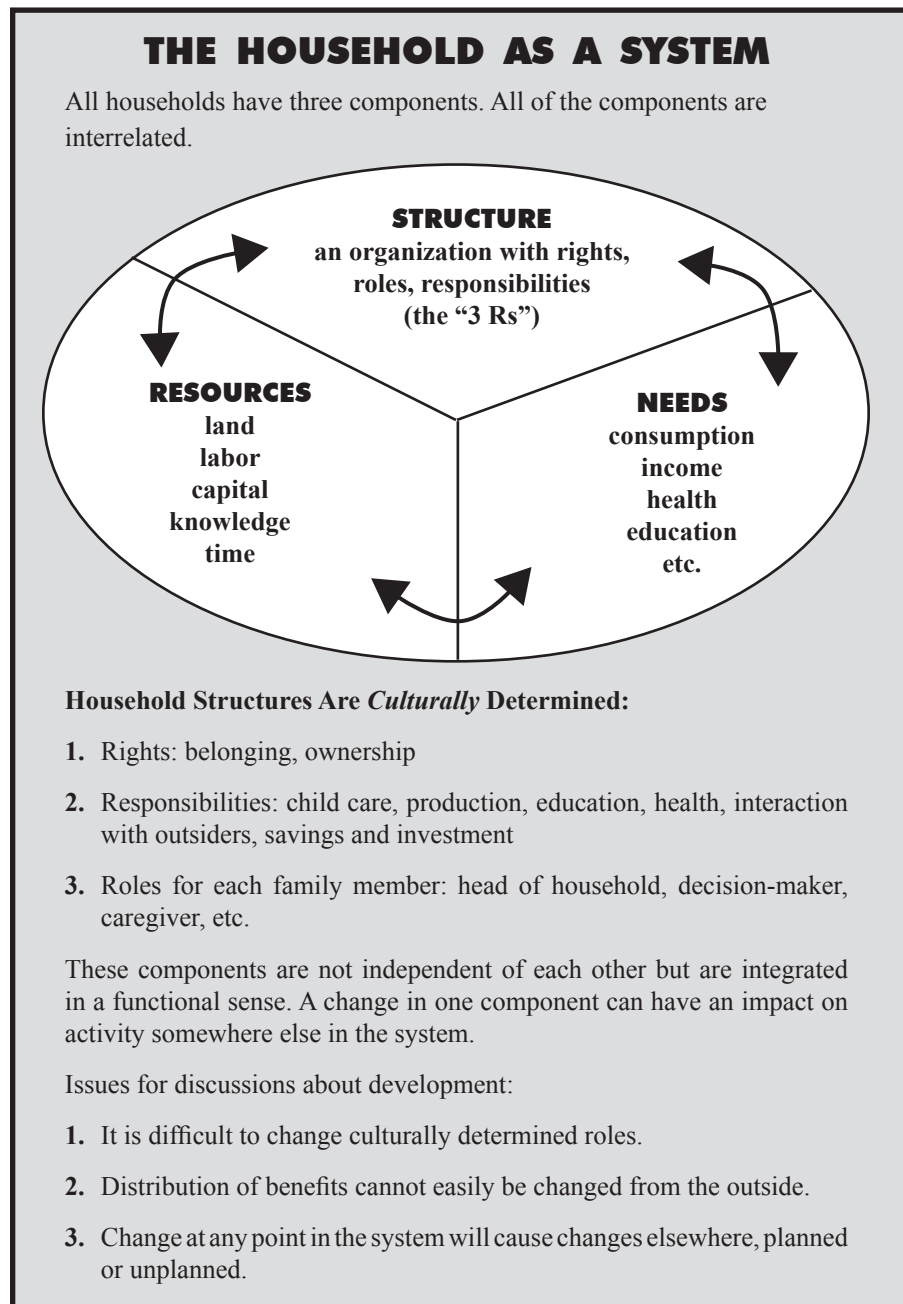 THE HOUSEHOLD AS A SYSTEM
All households have three components. All of the components are
interrelated.
STRUCTURE
an organization with rights,
roles, responsibilities
(the “3 Rs”)
RESOURCES
land
labor
capital
knowledge
time
NEEDS
consumption
income
health
education
etc.
Household Structures Are Culturally Determined:
1. Rights: belonging, ownership
2. Responsibilities: child care, production, education, health, interaction
with outsiders, savings and investment
3. Roles for each family member: head of household, decision-maker,
caregiver, etc.
These components are not independent of each other but are integrated
in a functional sense. A change in one component can have an impact on
activity somewhere else in the system.
Issues for discussions about development:
1. It is difficult to change culturally determined roles.
2. Distribution of benefits cannot easily be changed from the outside.
3. Change at any point in the system will cause changes elsewhere, planned
or unplanned.